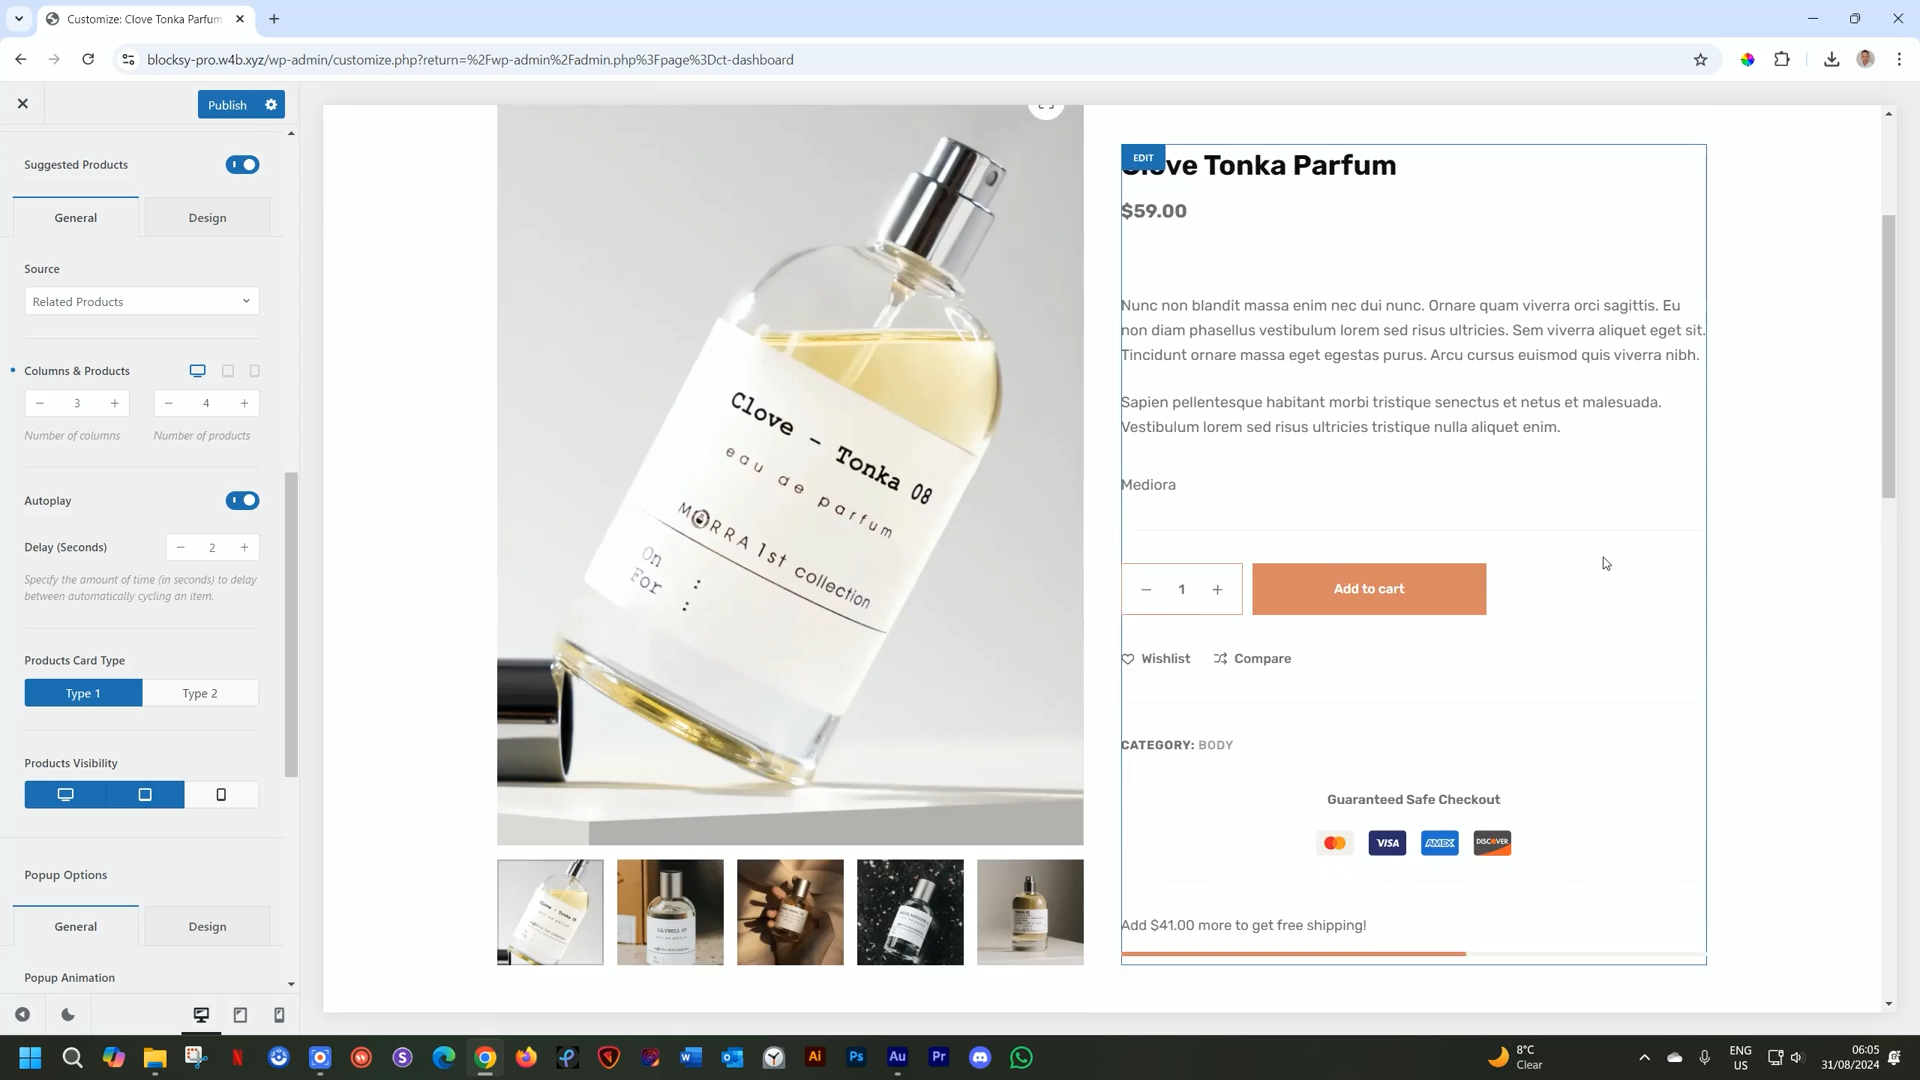 Customize: Clove Tonka Parfum
blocksy-pro.w4b.xyz/wp-admin/customize.php?return=%2Fwp-admin%2Fadmin.php%3Fpage%3Dct-dashboard
Publish
Suggested Products
General
Design
Source
Related Products
Columns & Products
3
4
Number of columns
Number of products
Autoplay
Delay (Seconds)
2
Specify the amount of time (in seconds) to delay
between automatically cycling an item.
Products Card Type
Type 1
Type 2
Products Visibility
Popup Options
General
Design
Popup Animation
Clove - Tonka 08
eau de parfum
MORRA 1st collection
On :
For :
EDIT
Clove Tonka Parfum
$59.00
Nunc non blandit massa enim nec dui nunc. Ornare quam viverra orci sagittis. Eu
non diam phasellus vestibulum lorem sed risus ultricies. Sem viverra aliquet eget sit.
Tincidunt ornare massa eget egestas purus. Arcu cursus euismod quis viverra nibh.
Sapien pellentesque habitant morbi tristique senectus et netus et malesuada.
Vestibulum lorem sed risus ultricies tristique nulla aliquet enim.
Mediora
1
Add to cart
Wishlist
Compare
CATEGORY: BODY
Guaranteed Safe Checkout
VISA
AMEX
DISCOVER
Add $41.00 more to get free shipping!
8°C
Clear
ENG
US
06:05
31/08/2024